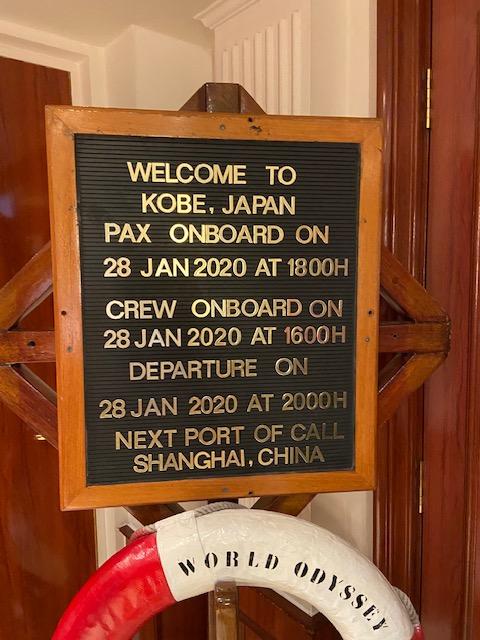 WELCOME TO
KOBE, JAPAN
PAX ONBOARD ON
28 JAN 2020 AT 1800H
CREW ONBOARD ON
28 JAN 2020 AT 1600H
DEPARTURE ON
28 JAN 2020 AT 2000H
NEXT PORT OF CALL
SHANGHAI, CHINA
WORLD ODYSSEY